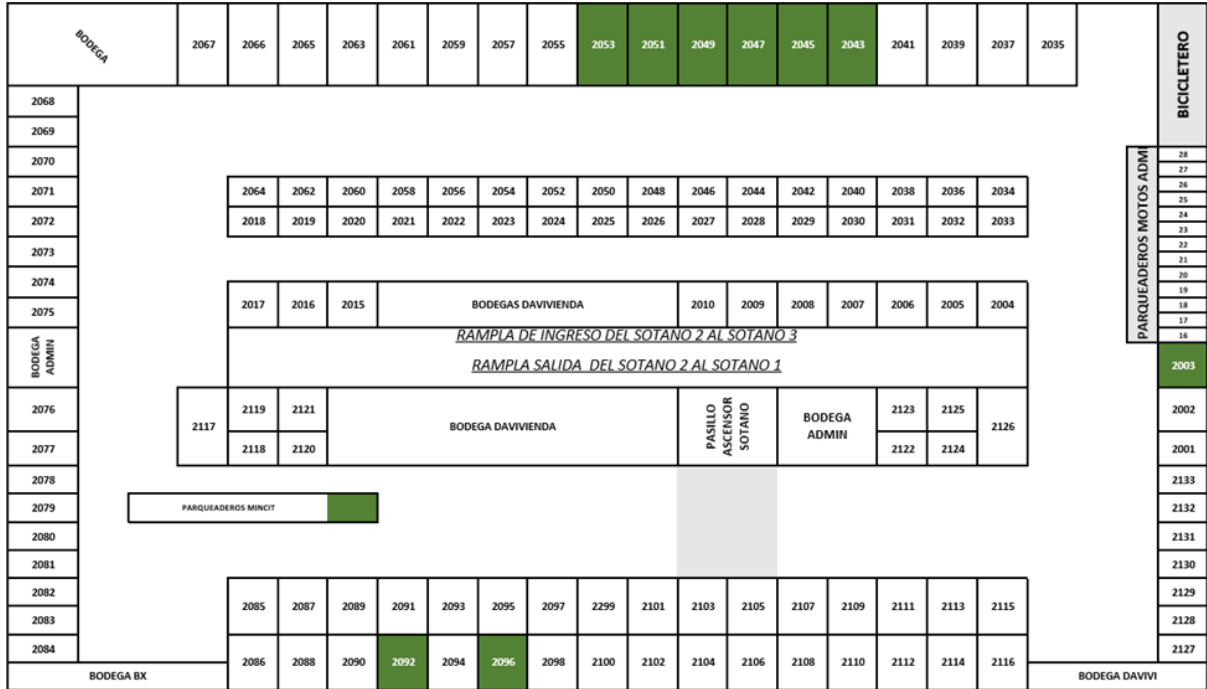 BODEGA 2067 2066 2065 2063 2061 2059 2057 2055 2053 2051 2049 2047 2045 2043 2041 2039 2037 2035
BICICLETERO
2068
2069
2070
2071
2072
2073
2074
2075
BODEGA
ADMIN
2076
2077
2078
2079
2080
2081
2082
2083
2084
BODEGA BX
2064 2062 2060 2058 2056 2054 2052 2050 2048 2046 2044 2042 2040 2038 2036 2034
2018 2019 2020 2021 2022 2023 2024 2025 2026 2027 2028 2029 2030 2031 2032 2033
2017 2016 2015 BODEGAS DAVIVIENDA 2010 2009 2008 2007 2006 2005 2004
RAMPLA DE INGRESO DEL SOTANO 2 AL SOTANO 3
RAMPLA SALIDA DEL SOTANO 2 AL SOTANO 1
2117
2119 2121
2118 2120
BODEGA DAVIVIENDA
PASILLO
ASCENSOR
SOTANO
BODEGA
ADMIN
2123 2125
2122 2124
2126
PARQUEADEROS MINCIT
2085 2087 2089 2091 2093 2095 2097 2299 2101 2103 2105 2107 2109 2111 2113 2115
2086 2088 2090 2092 2094 2096 2098 2100 2102 2104 2106 2108 2110 2112 2114 2116
PARQUEADEROS MOTOS ADMI
28
27
26
25
24
23
22
21
20
19
18
17
16
2003
2002
2001
2133
2132
2131
2130
2129
2128
2127
BODEGA DAVIVI